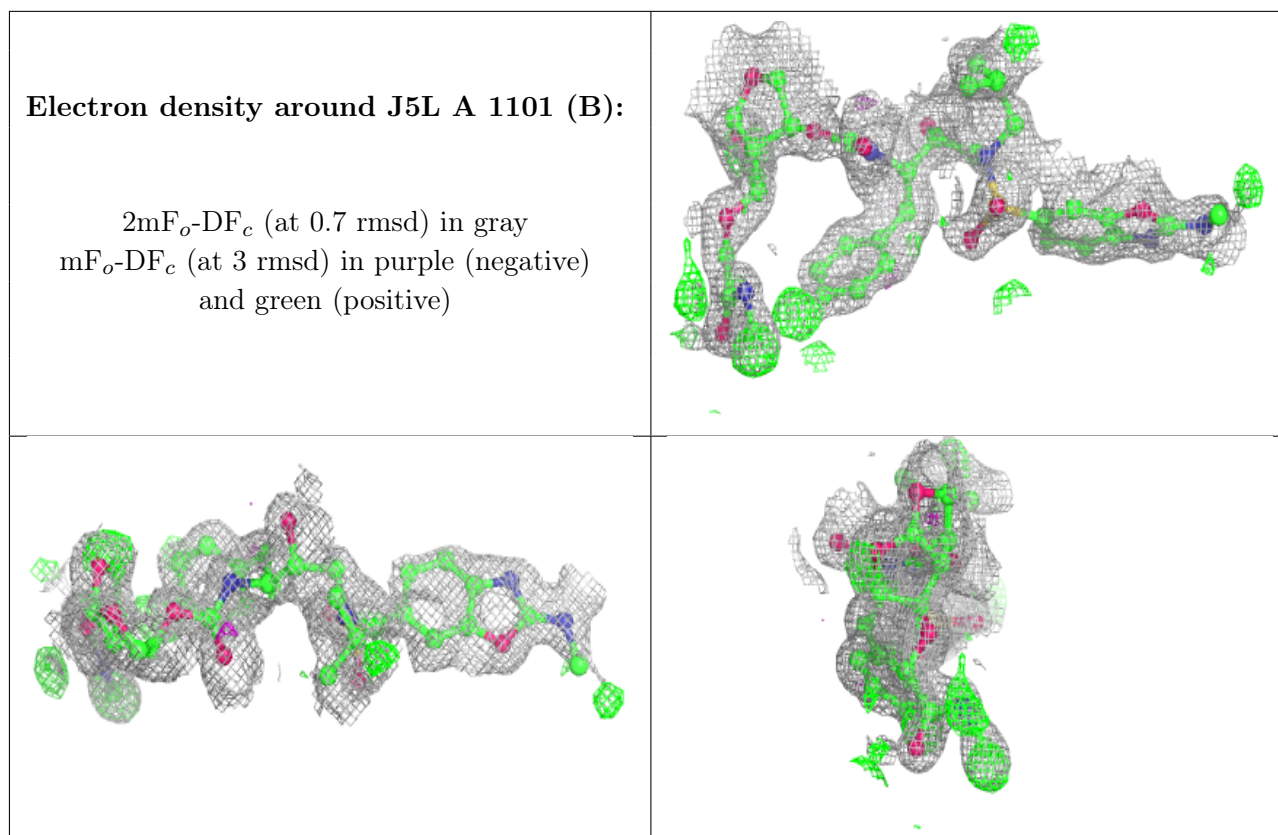 Electron density around J5L A 1101 (B):
2mFo-DFc (at 0.7 rmsd) in gray
mFo-DFc (at 3 rmsd) in purple (negative)
and green (positive)